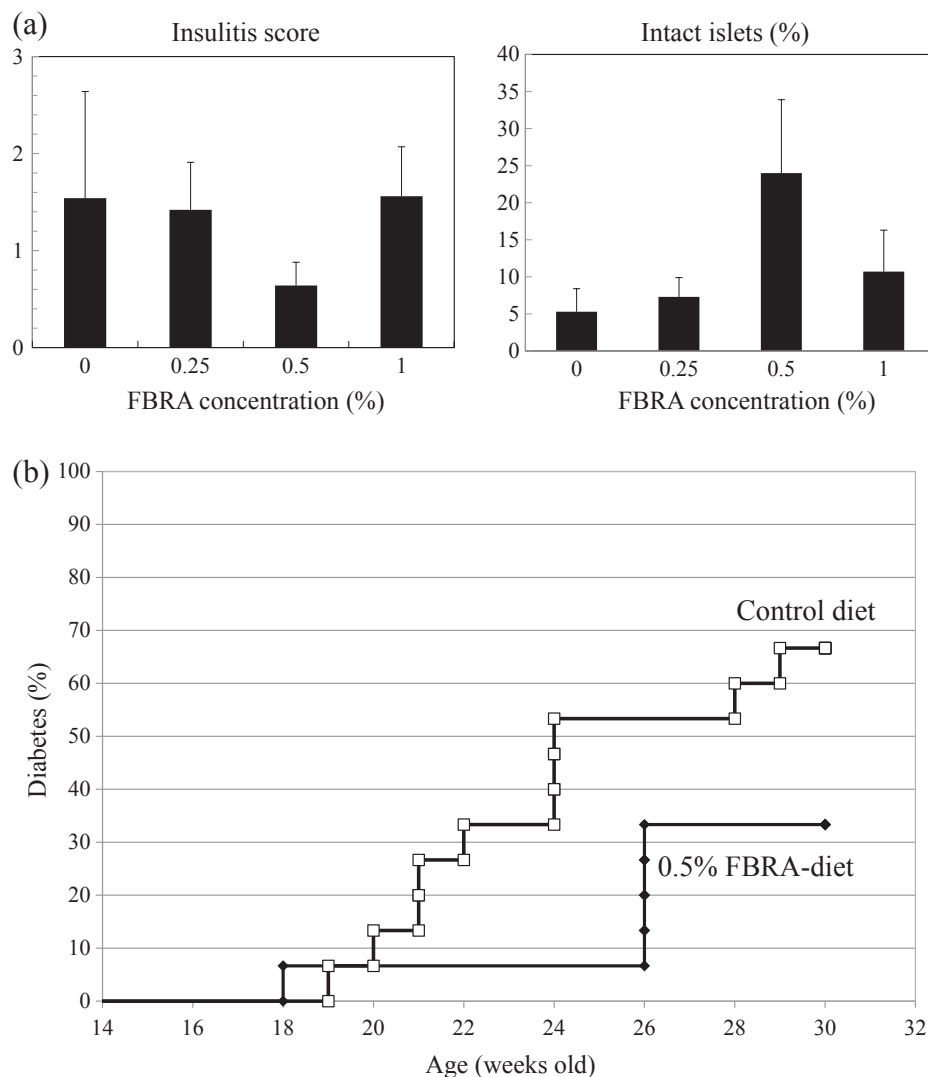 (a)
Insulitis score
3
2
1
0
0 0.25 0.5 1
FBRA concentration (%)
Intact islets (%)
40
35
30
25
20
15
10
5
0
0 0.25 0.5 1
FBRA concentration (%)
(b)
100
90
80
70
60
50
40
30
20
10
0
Diabetes (%)
Control diet
0.5% FBRA-diet
14 18 20 22 24 26 28 30 32
Age (weeks old)